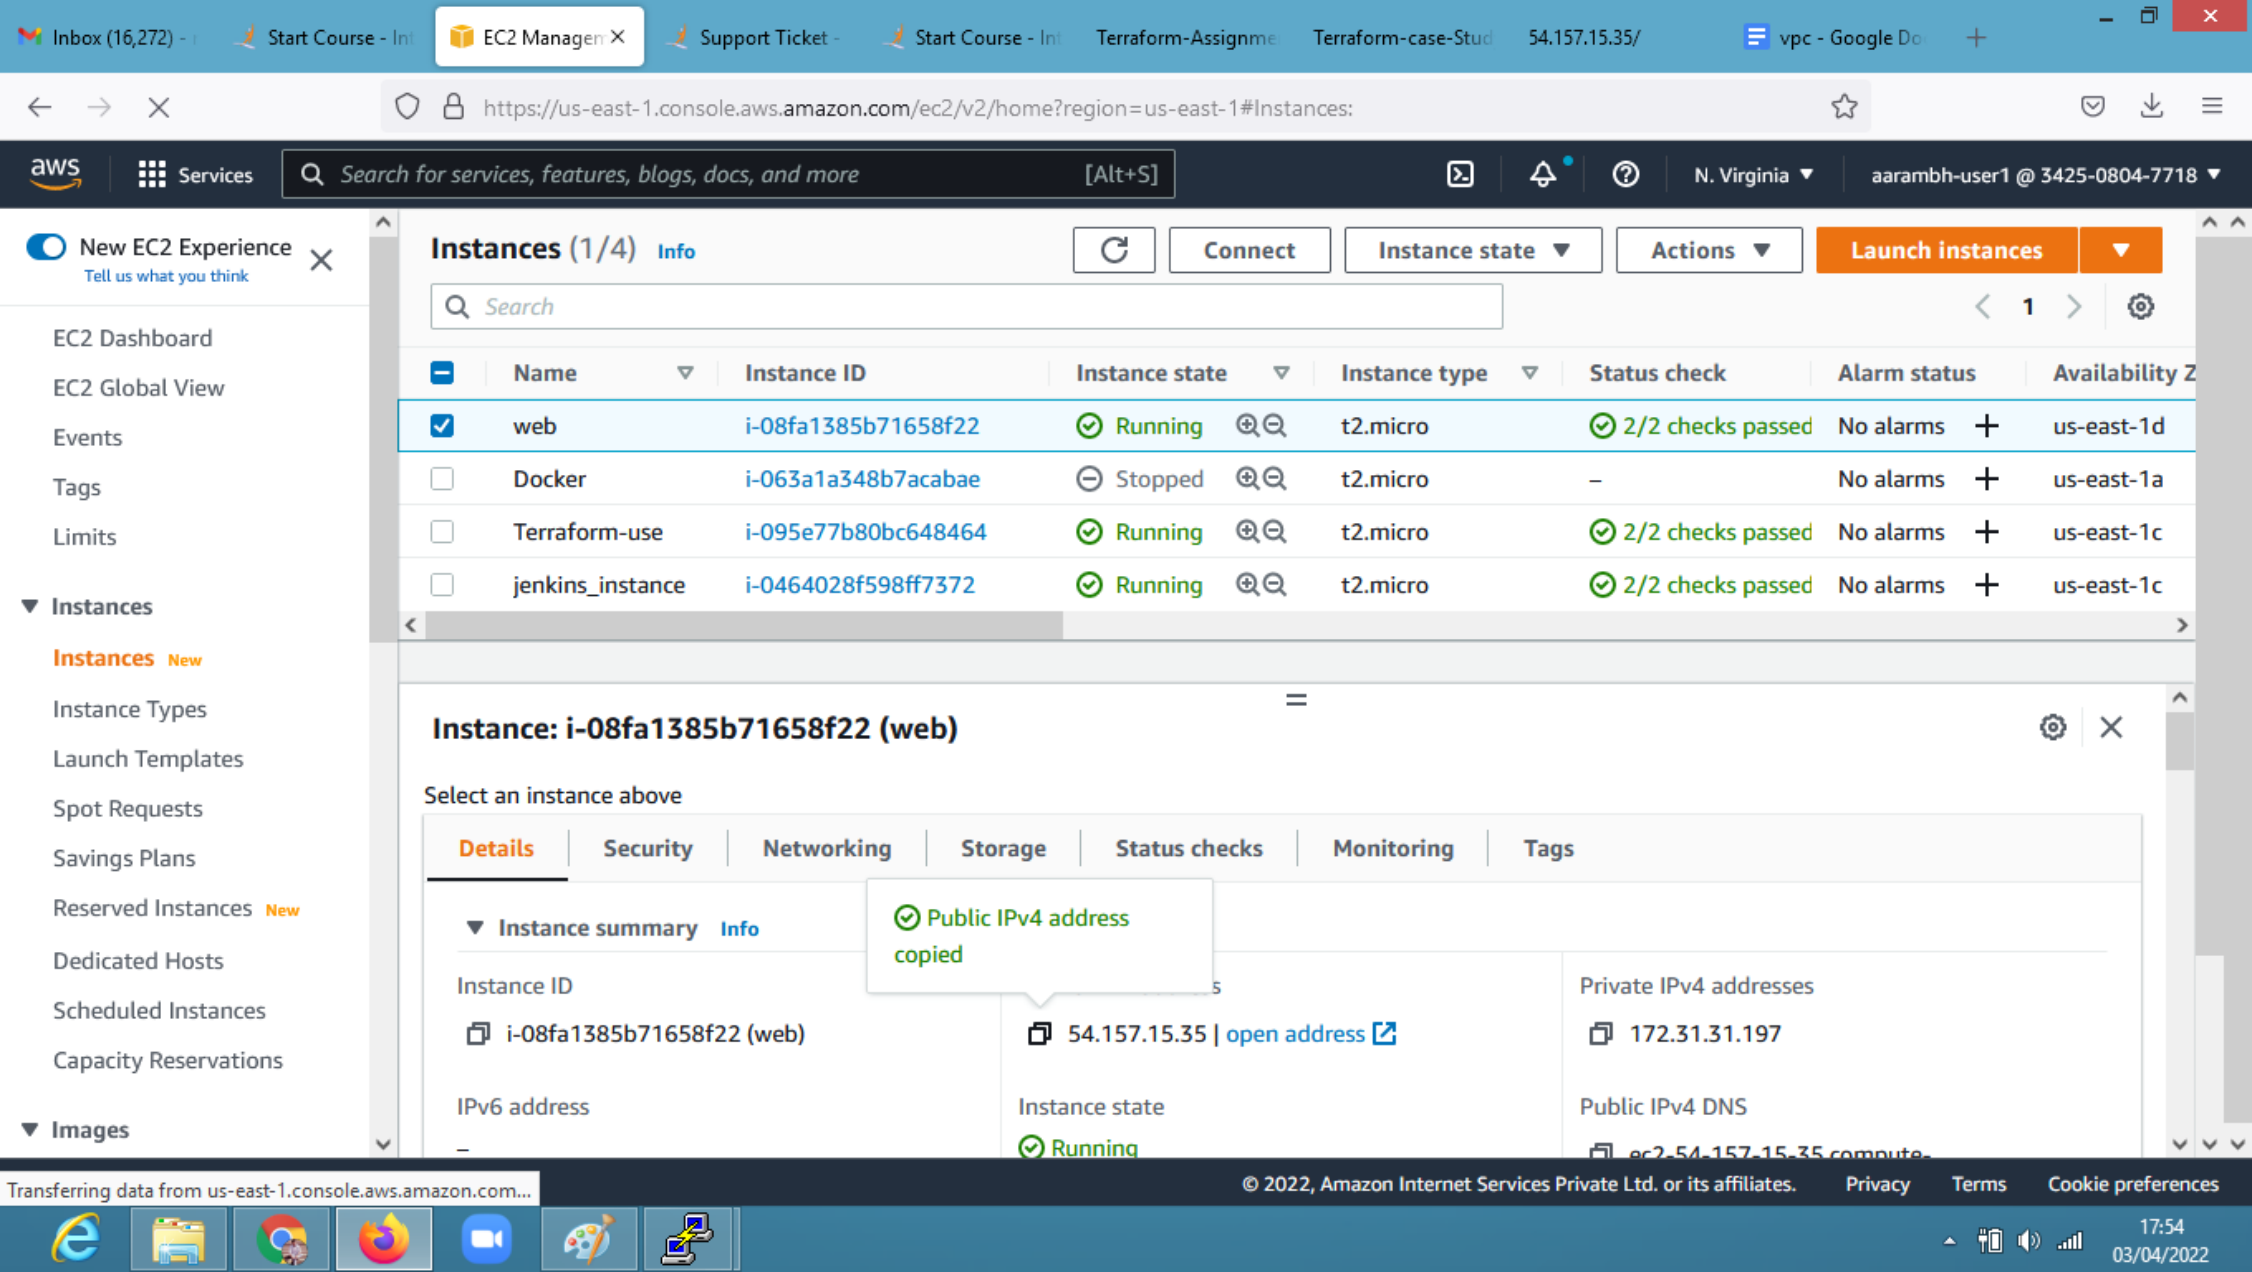 Inbox (16,272) -
Start Course - Int
EC2 Managem
Support Ticket -
Start Course - Int
Terraform-Assignme
Terraform-case-Stud
54.157.15.35/
vpc - Google Do
https://us-east-1.console.aws.amazon.com/ec2/v2/home?region=us-east-1#Instances:
aws
Services
Search for services, features, blogs, docs, and more
[Alt+S]
N. Virginia
aarambh-user1 @ 3425-0804-7718
New EC2 Experience
Tell us what you think
EC2 Dashboard
EC2 Global View
Events
Tags
Limits
Instances
Instances New
Instance Types
Launch Templates
Spot Requests
Savings Plans
Reserved Instances New
Dedicated Hosts
Scheduled Instances
Capacity Reservations
Images
Instances (1/4) Info
Connect
Instance state
Actions
Launch instances
Search
1
Name Instance ID Instance state Instance type Status check Alarm status Availability Z
web i-08fa1385b71658f22 Running t2.micro 2/2 checks passed No alarms + us-east-1d
Docker i-063a1a348b7acabae Stopped t2.micro – No alarms + us-east-1a
Terraform-use i-095e77b80bc648464 Running t2.micro 2/2 checks passed No alarms + us-east-1c
jenkins_instance i-0464028f598ff7372 Running t2.micro 2/2 checks passed No alarms + us-east-1c
Instance: i-08fa1385b71658f22 (web)
Select an instance above
Details Security Networking Storage Status checks Monitoring Tags
Instance summary Info
Public IPv4 address
copied
Instance ID
i-08fa1385b71658f22 (web)
54.157.15.35 | open address
Private IPv4 addresses
172.31.31.197
IPv6 address
–
Instance state
Running
Public IPv4 DNS
ec2-54-157-15-35.compute-
Transferring data from us-east-1.console.aws.amazon.com...
© 2022, Amazon Internet Services Private Ltd. or its affiliates.
Privacy
Terms
Cookie preferences
17:54
03/04/2022